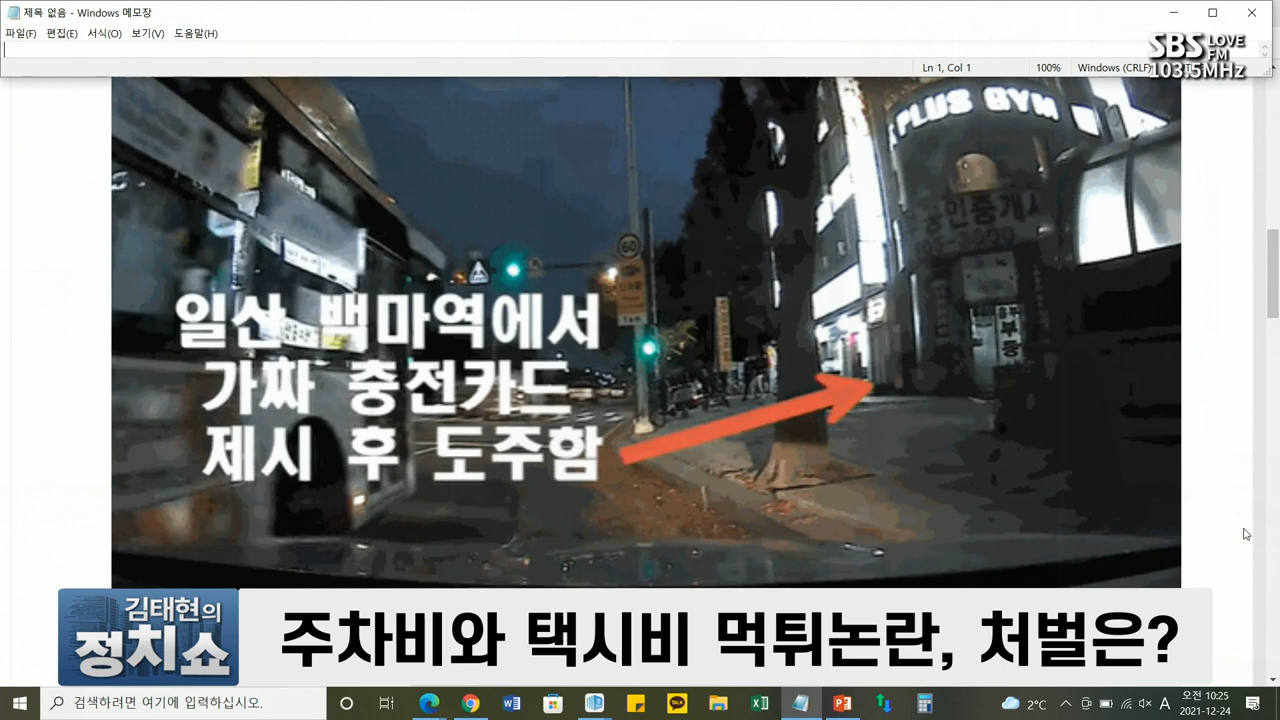 제목 없음 - Windows 메모장
파일(F) 편집(E) 서식(O) 보기(V) 도움말(H)
SBS LOVE FM
103.5MHz
Ln 1, Col 1 100% Windows (CRLF)
PLUS GYM
60
일산 백마역에서
가짜 충전카드
제시 후 도주함
김태현의
정치쇼
주차비와 택시비 먹튀논란, 처벌은?
검색하려면 여기에 입력하십시오.
TALK
2°C
A
오전 10:25
2021-12-24